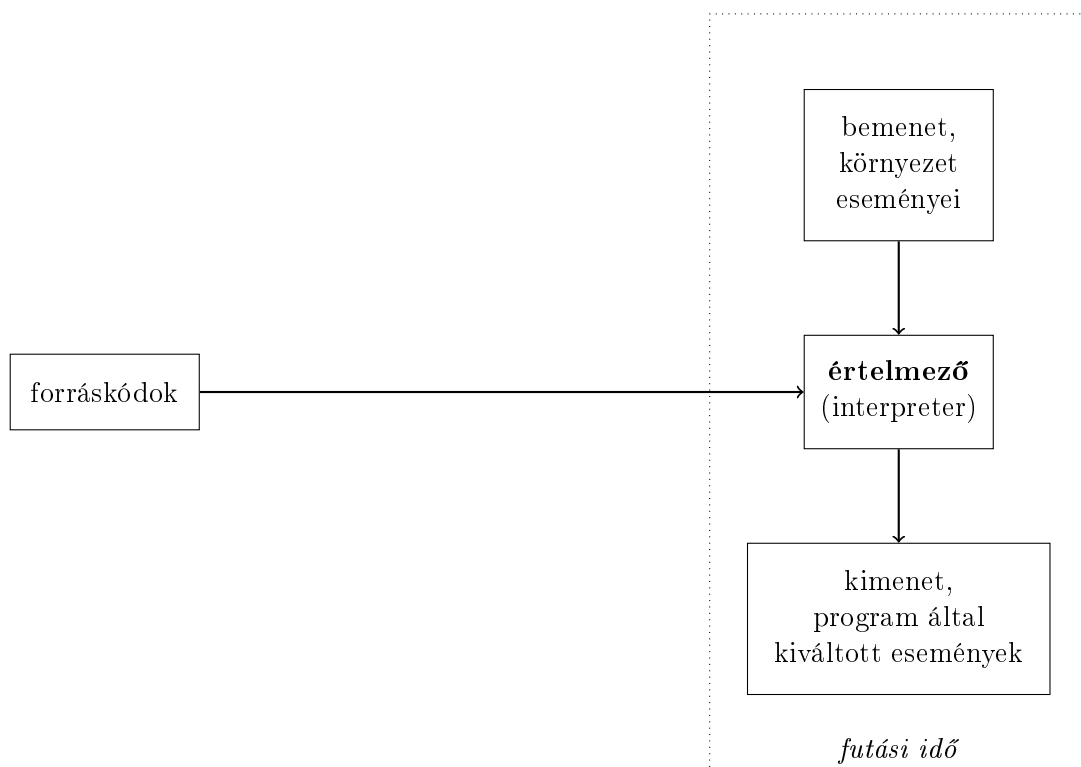 bemenet,
környezet
eseményei
forráskódok
értelmező
(interpreter)
kimenet,
program által
kiváltott események
futási idő